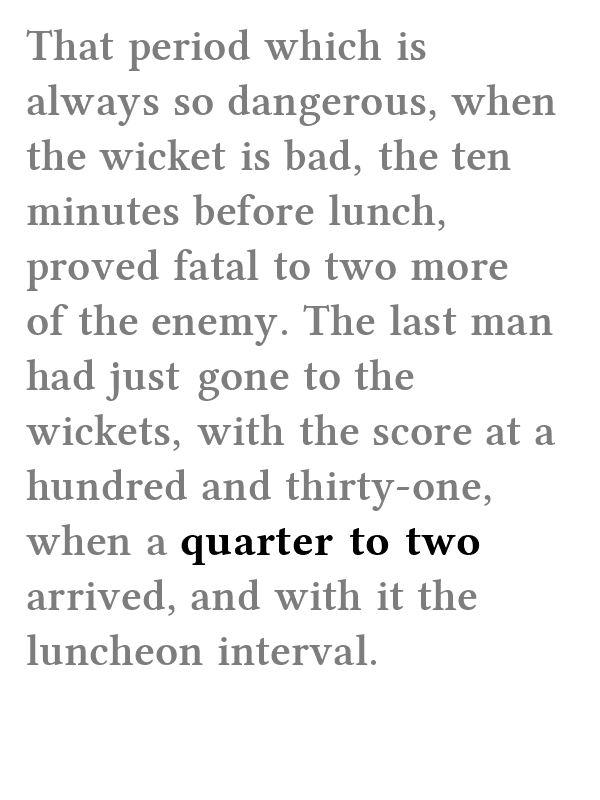 That period which is
always so dangerous, when
the wicket is bad, the ten
minutes before lunch,
proved fatal to two more
of the enemy. The last man
had just gone to the
wickets, with the score at a
hundred and thirty-one,
when a quarter to two
arrived, and with it the
luncheon interval.